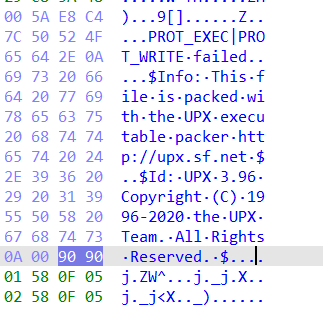 00 5A E8 C4 )...9[]......Z..
7C 50 52 4F ...PROT_EXEC|PRO
65 64 2E 0A T_WRITE failed..
69 73 20 66 ...$Info:·This·f
64 20 77 69 ile·is·packed·wi
78 65 63 75 th·the·UPX·execu
20 68 74 74 table·packer·htt
65 74 20 24 p://upx.sf.net·$
2E 39 36 20 ..$Id:·UPX·3.96·
29 20 31 39 Copyright·(C)·19
55 50 58 20 96-2020·the·UPX·
67 68 74 73 Team.·All·Rights
0A 00 90 90 ·Reserved.·$....
01 58 0F 05 j.ZW^...j._j.X..
02 58 0F 05 j._j<X.._)......